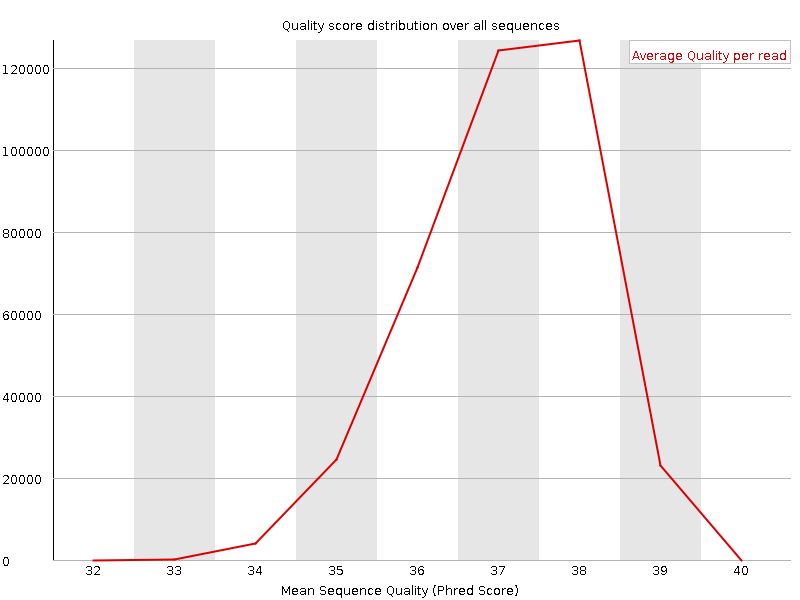 Quality score distribution over all sequences
Average Quality per read
120000
100000
80000
60000
40000
20000
0
32 33 34 35 36 37 38 39 40
Mean Sequence Quality (Phred Score)